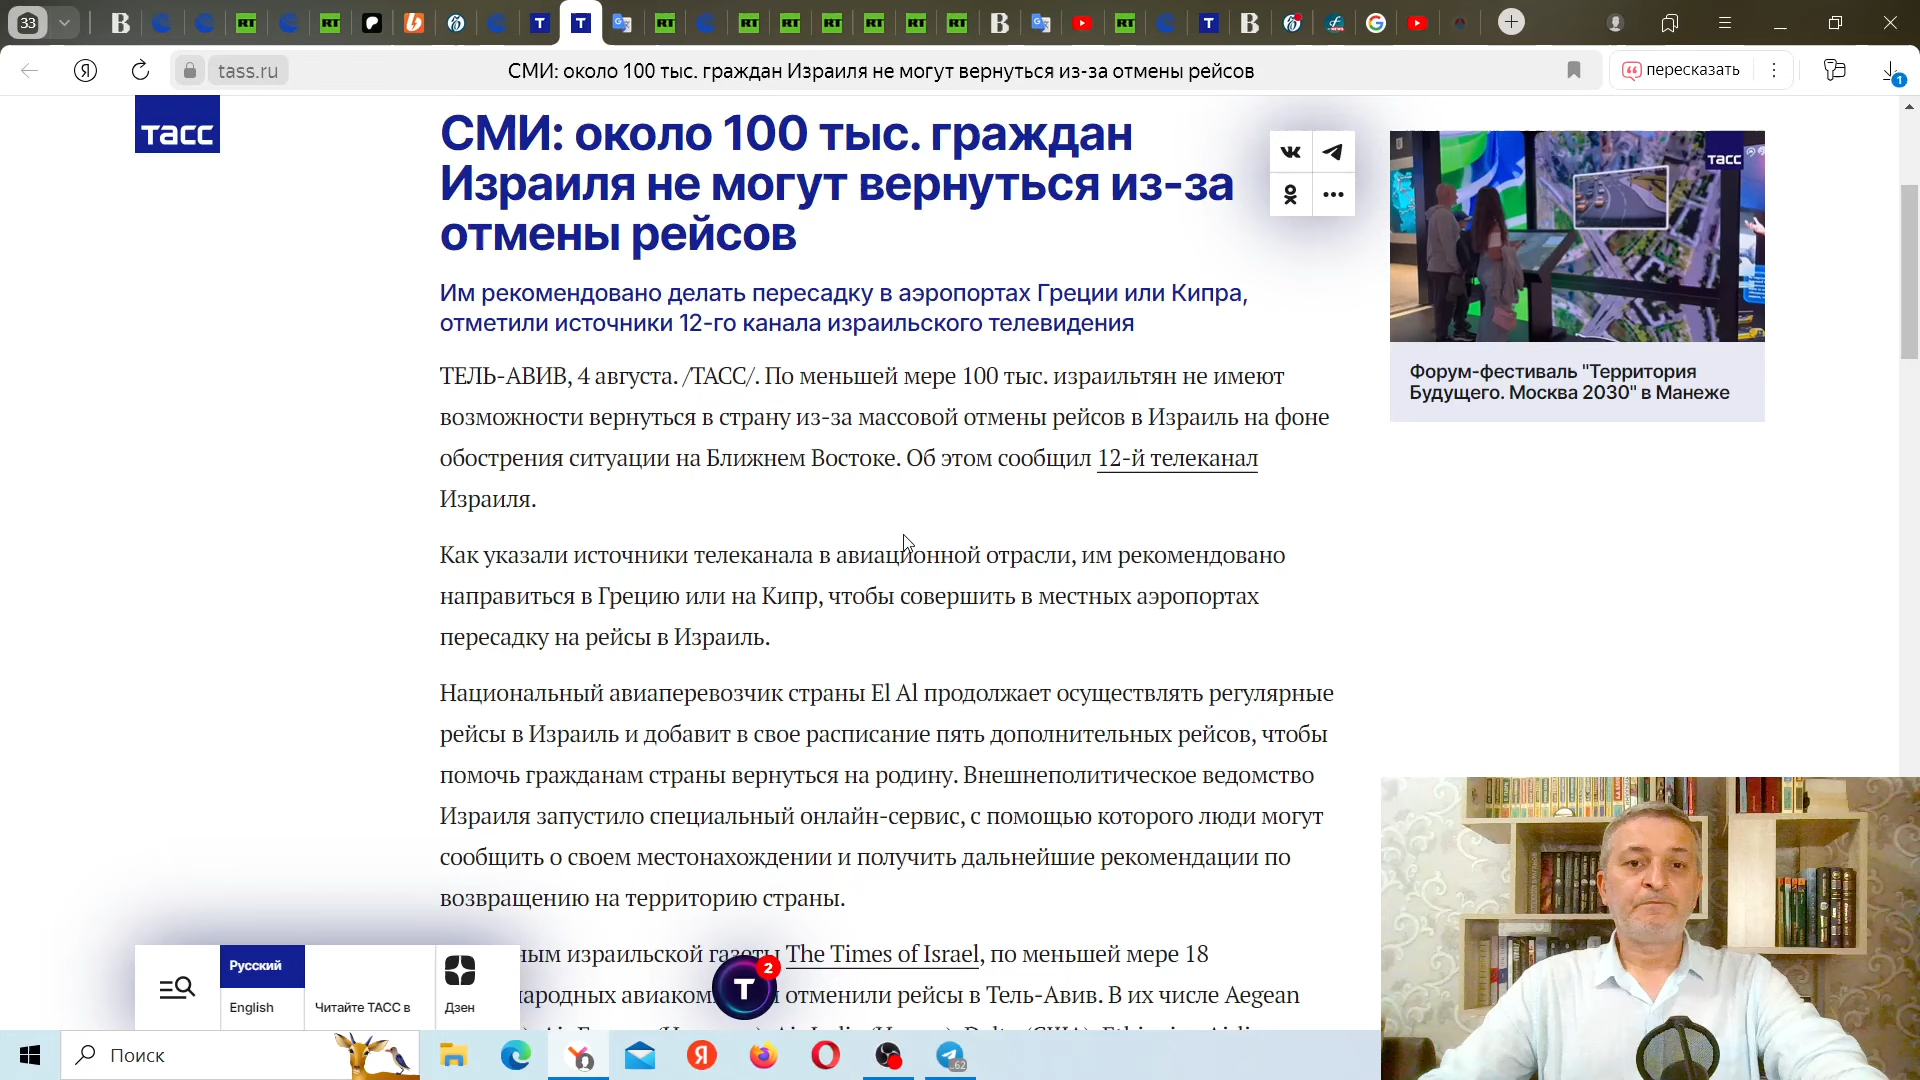 33
tass.ru
СМИ: около 100 тыс. граждан Израиля не могут вернуться из-за отмены рейсов
пересказать
1
ТАСС
СМИ: около 100 тыс. граждан
Израиля не могут вернуться из-за
отмены рейсов
Им рекомендовано делать пересадку в аэропортах Греции или Кипра,
отметили источники 12-го канала израильского телевидения
ТЕЛЬ-АВИВ, 4 августа. /ТАСС/. По меньшей мере 100 тыс. израильтян не имеют
возможности вернуться в страну из-за массовой отмены рейсов в Израиль на фоне
обострения ситуации на Ближнем Востоке. Об этом сообщил 12-й телеканал
Израиля.
Как указали источники телеканала в авиационной отрасли, им рекомендовано
направиться в Грецию или на Кипр, чтобы совершить в местных аэропортах
пересадку на рейсы в Израиль.
Национальный авиаперевозчик страны El Al продолжает осуществлять регулярные
рейсы в Израиль и добавит в свое расписание пять дополнительных рейсов, чтобы
помочь гражданам страны вернуться на родину. Внешнеполитическое ведомство
Израиля запустило специальный онлайн-сервис, с помощью которого люди могут
сообщить о своем местонахождении и получить дальнейшие рекомендации по
возвращению на территорию страны.
ным израильской газеты The Times of Israel, по меньшей мере 18
народных авиаком отменили рейсы в Тель-Авив. В их числе Aegean
ТАСС
Форум-фестиваль "Территория
Будущего. Москва 2030" в Манеже
Русский
English
Читайте ТАСС в
Дзен
T
2
Поиск
62